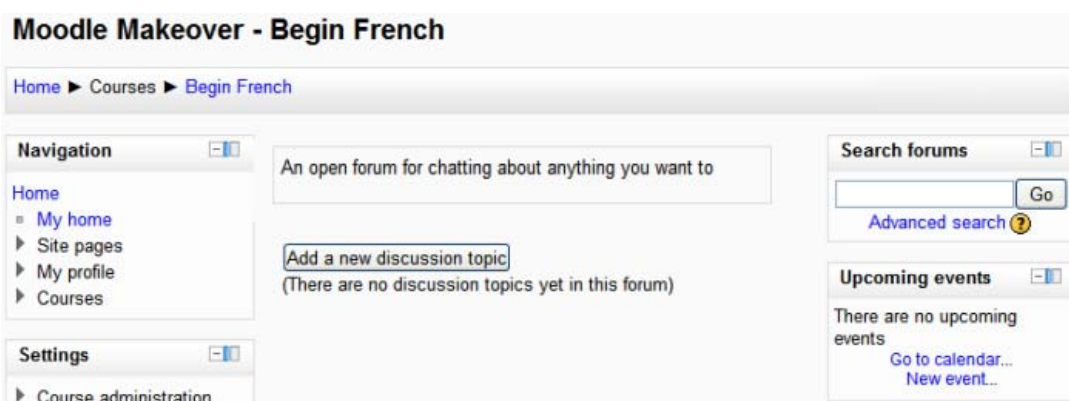 Moodle Makeover - Begin French
Home ► Courses ► Begin French
Navigation
Home
My home
Site pages
My profile
Courses
Settings
Course administration
An open forum for chatting about anything you want to
Add a new discussion topic
(There are no discussion topics yet in this forum)
Search forums
Go
Advanced search ?
Upcoming events
There are no upcoming
events
Go to calendar...
New event...